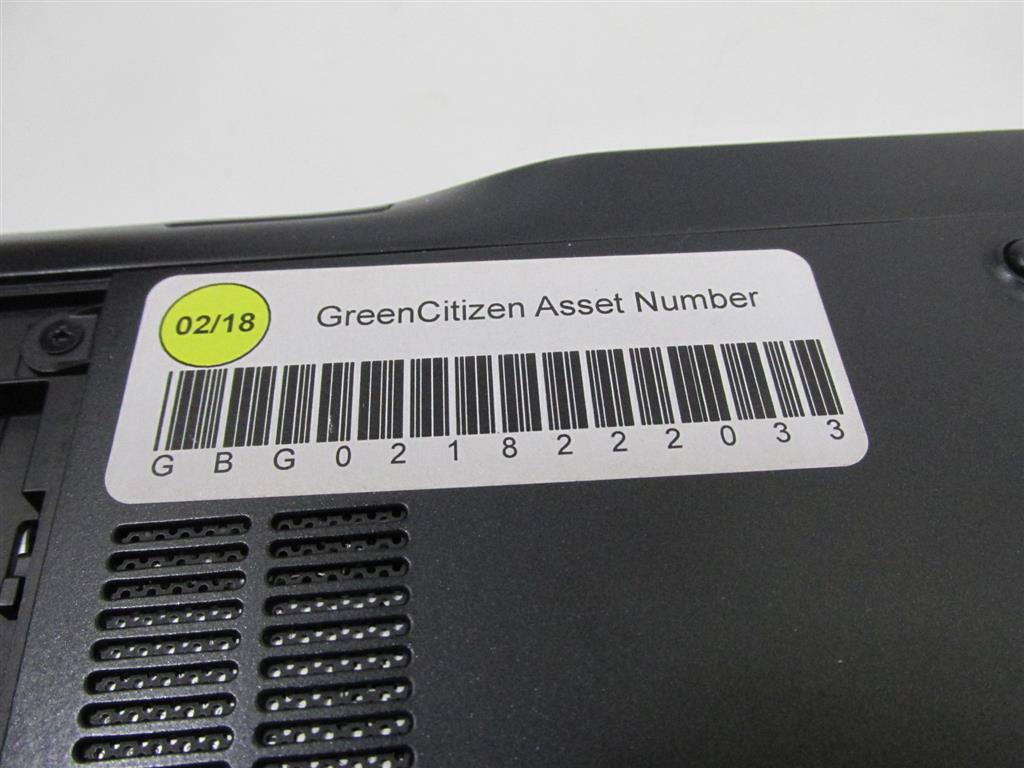 02/18
GreenCitizen Asset Number
G B G 0 2 1 8 2 2 2 0 3 3